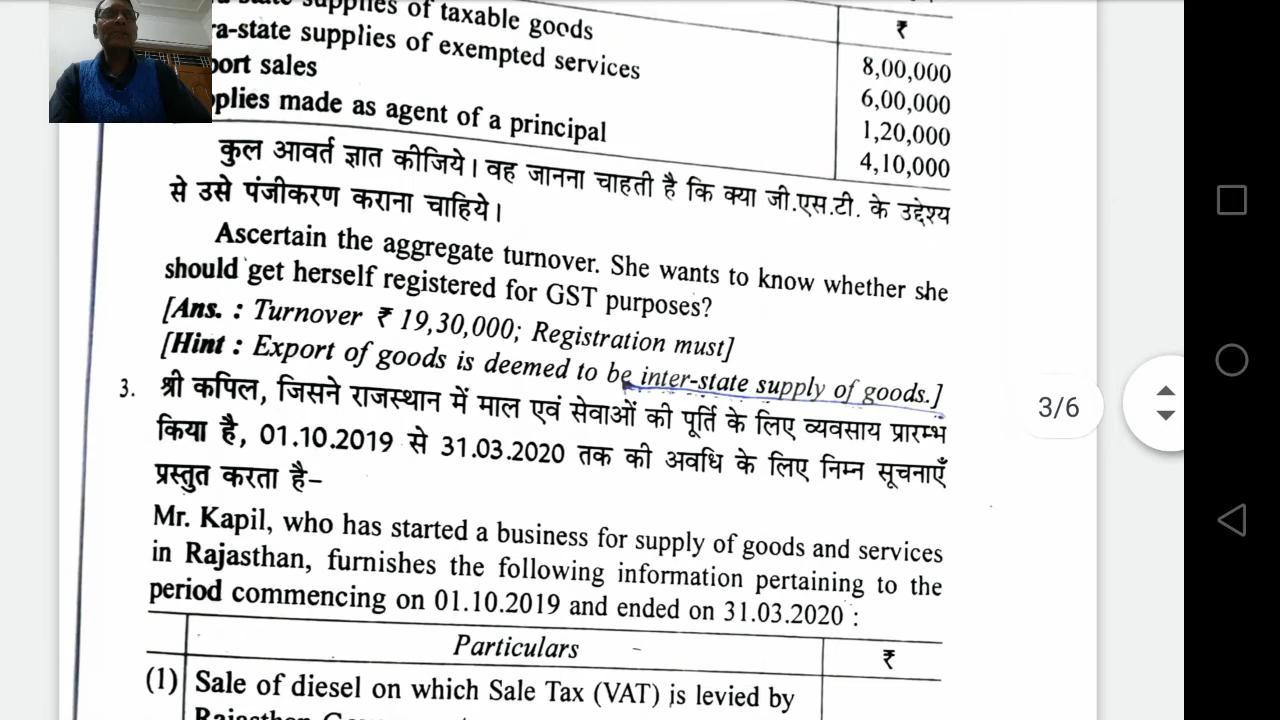 supplies of taxable goods
ra-state supplies of exempted services
port sales
plies made as agent of a principal
₹
8,00,000
6,00,000
1,20,000
4,10,000
कुल आवर्त ज्ञात कीजिये। वह जानना चाहती है कि क्या जी.एस.टी. के उद्देश्य
से उसे पंजीकरण कराना चाहिये।
Ascertain the aggregate turnover. She wants to know whether she
should get herself registered for GST purposes?
[Ans. : Turnover ₹ 19,30,000; Registration must]
[Hint : Export of goods is deemed to be inter-state supply of goods.]
3. श्री कपिल, जिसने राजस्थान में माल एवं सेवाओं की पूर्ति के लिए व्यवसाय प्रारम्भ
किया है, 01.10.2019 से 31.03.2020 तक की अवधि के लिए निम्न सूचनाएँ
प्रस्तुत करता है–
Mr. Kapil, who has started a business for supply of goods and services
in Rajasthan, furnishes the following information pertaining to the
period commencing on 01.10.2019 and ended on 31.03.2020 :
Particulars ₹
(1) Sale of diesel on which Sale Tax (VAT) is levied by
3/6